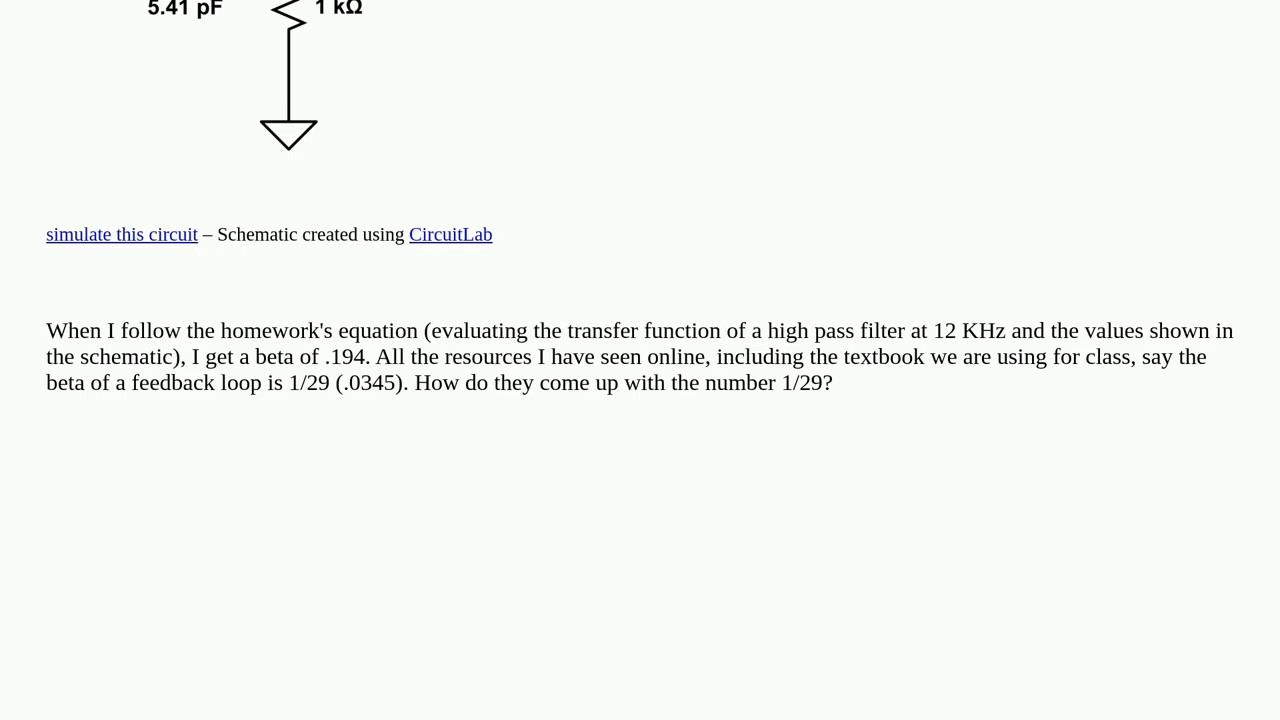 5.41 pF 1 kΩ
simulate this circuit – Schematic created using CircuitLab
When I follow the homework's equation (evaluating the transfer function of a high pass filter at 12 KHz and the values shown in
the schematic), I get a beta of .194. All the resources I have seen online, including the textbook we are using for class, say the
beta of a feedback loop is 1/29 (.0345). How do they come up with the number 1/29?